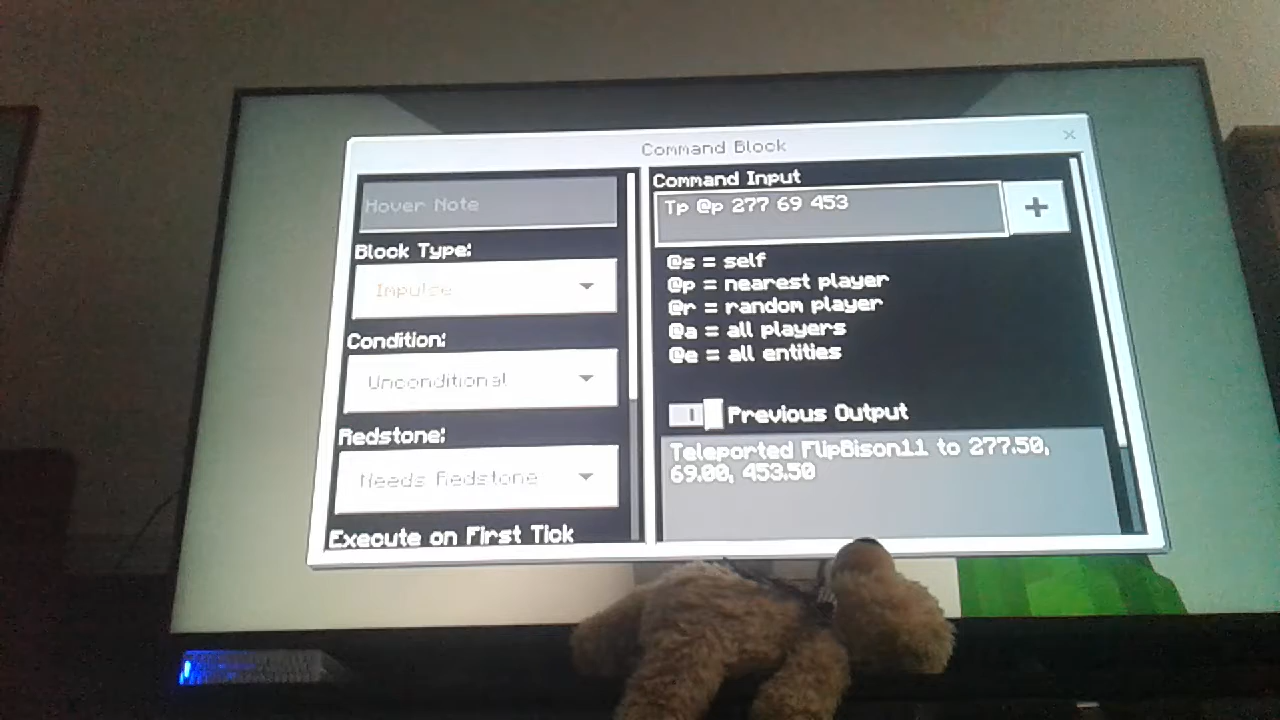 Command Block
Hover Note
Block Type:
Impulse
Condition:
Unconditional
Redstone:
Needs Redstone
Execute on First Tick
Command Input
Tp @p 277 69 453
@s = self
@p = nearest player
@r = random player
@a = all players
@e = all entities
Previous Output
Teleported FlipBison11 to 277.50,
69.00, 453.50